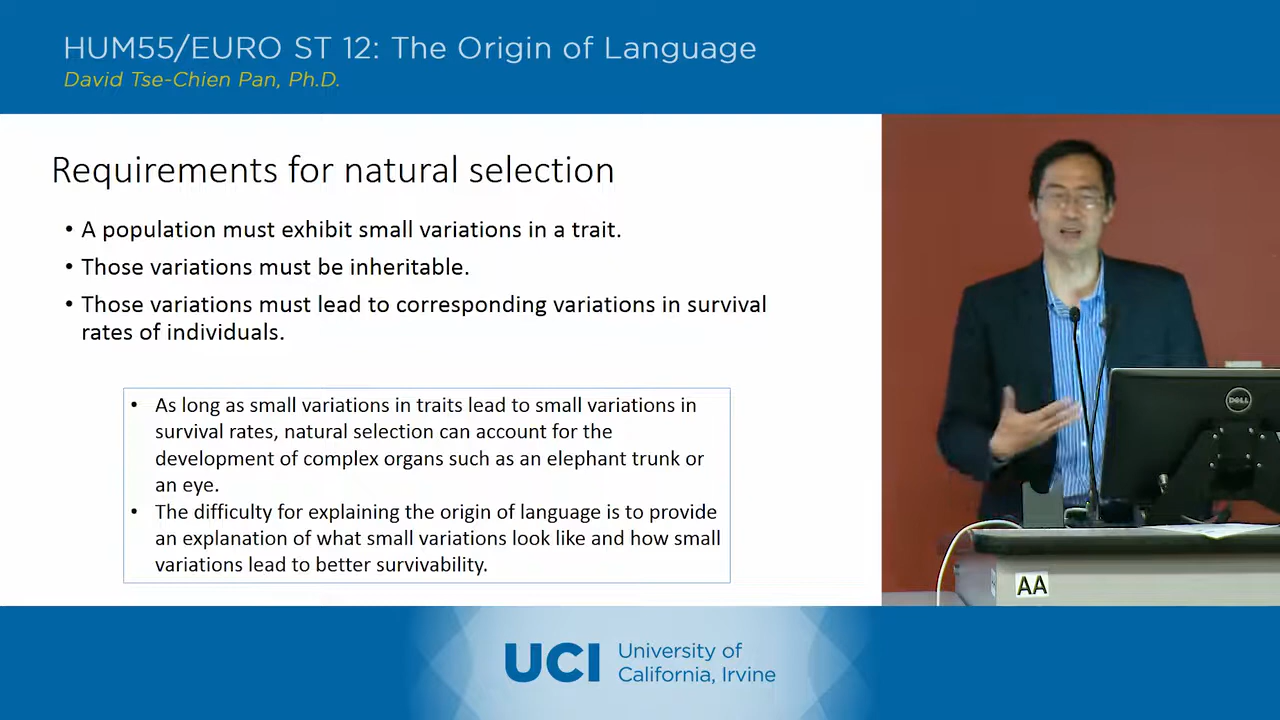 HUM55/EURO ST 12: The Origin of Language
David Tse-Chien Pan, Ph.D.
Requirements for natural selection
• A population must exhibit small variations in a trait.
• Those variations must be inheritable.
• Those variations must lead to corresponding variations in survival
rates of individuals.
• As long as small variations in traits lead to small variations in
survival rates, natural selection can account for the
development of complex organs such as an elephant trunk or
an eye.
• The difficulty for explaining the origin of language is to provide
an explanation of what small variations look like and how small
variations lead to better survivability.
DELL
AA
UCI University of
California, Irvine